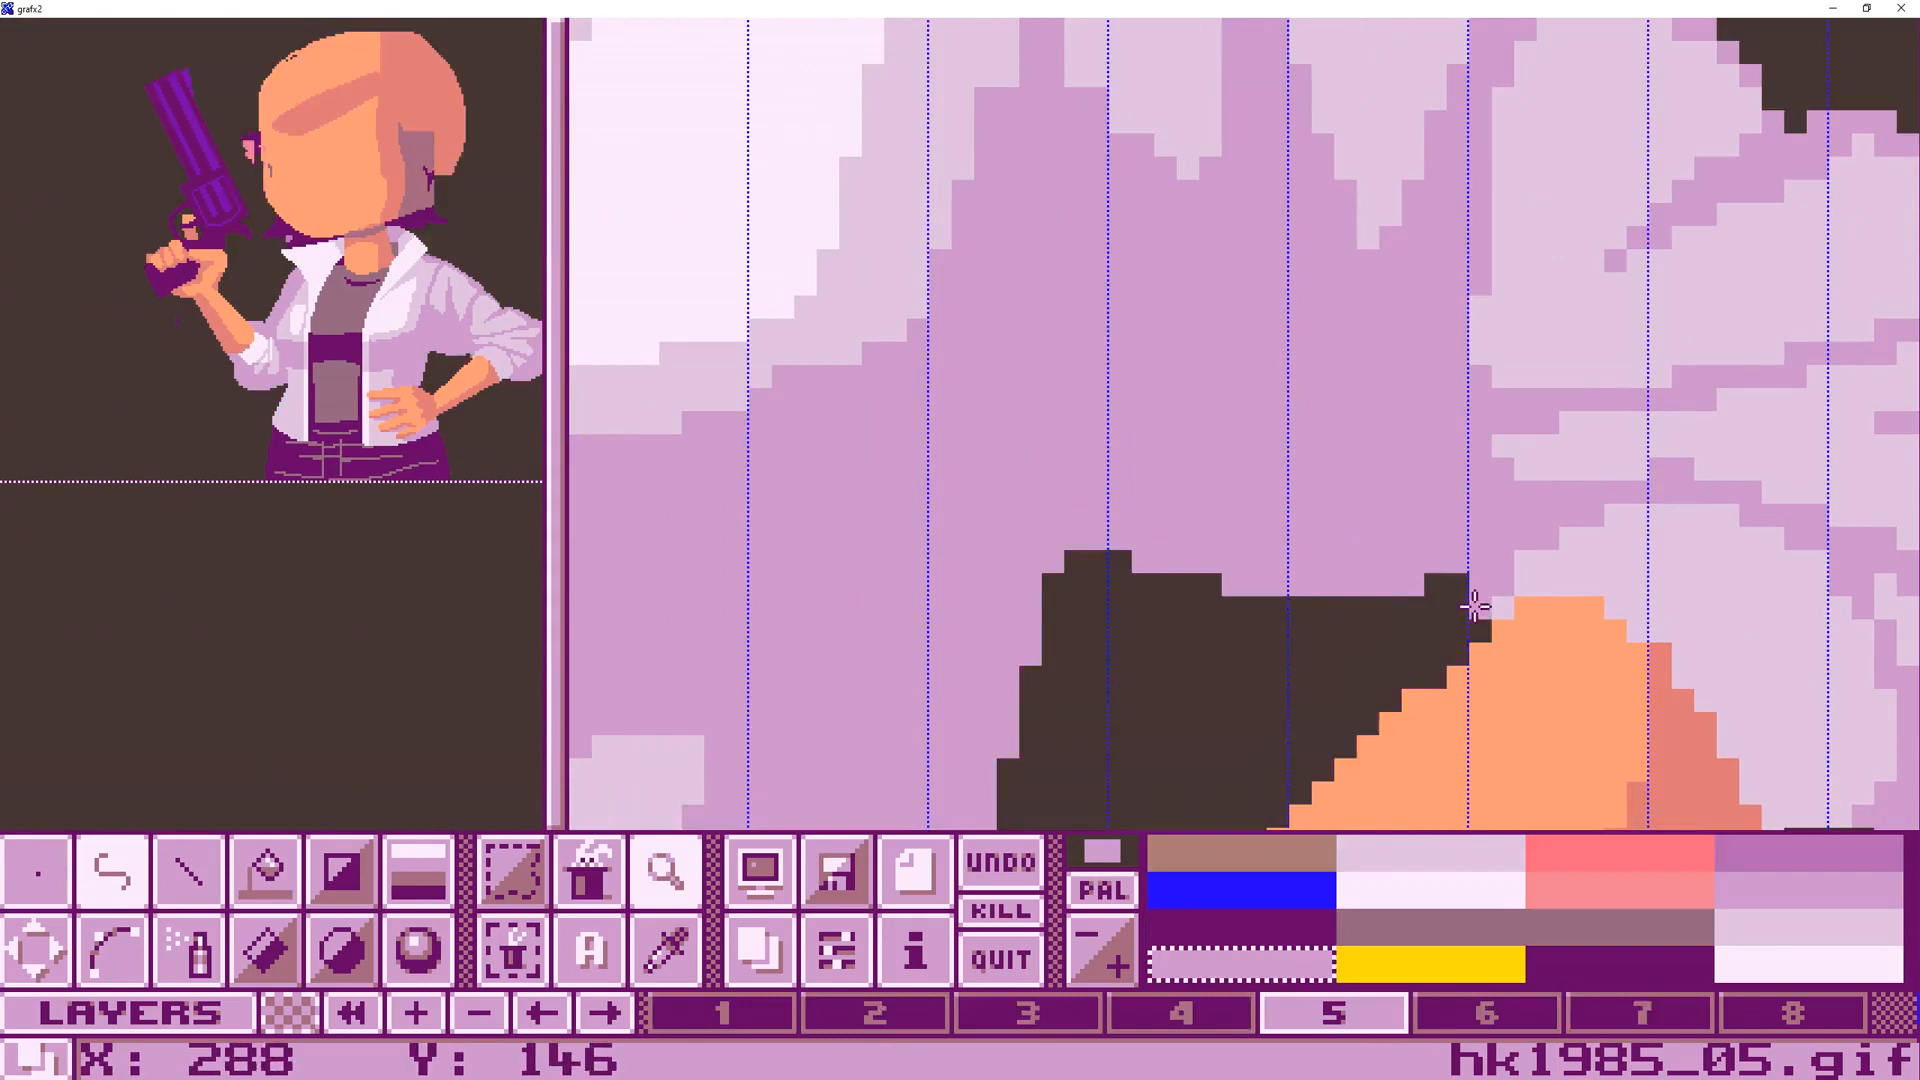 grafx2
UNDO
KILL
QUIT
PAL
A
LAYERS
1 2 3 4 5 6 7 8
X: 288 Y: 146
hk1985_05.gif